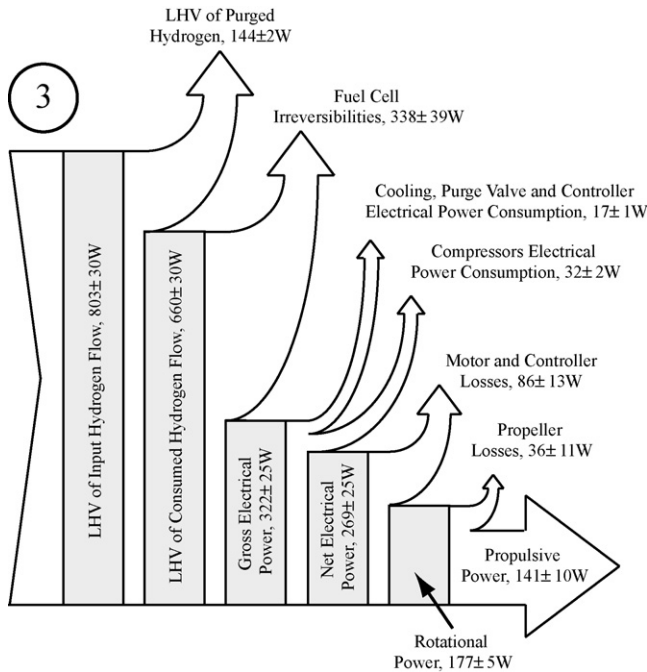 LHV of Purged
Hydrogen, 144±2W
3
Fuel Cell
Irreversibilities, 338±39W
Cooling, Purge Valve and Controller
Electrical Power Consumption, 17±1W
Compressors Electrical
Power Consumption, 32±2W
Motor and Controller
Losses, 86±13W
Propeller
Losses, 36±11W
LHV of Input Hydrogen Flow, 803±30W
LHV of Consumed Hydrogen Flow, 660±30W
Gross Electrical
Power, 322±25W
Net Electrical
Power, 269±25W
Propulsive
Power, 141±10W
Rotational
Power, 177±5W